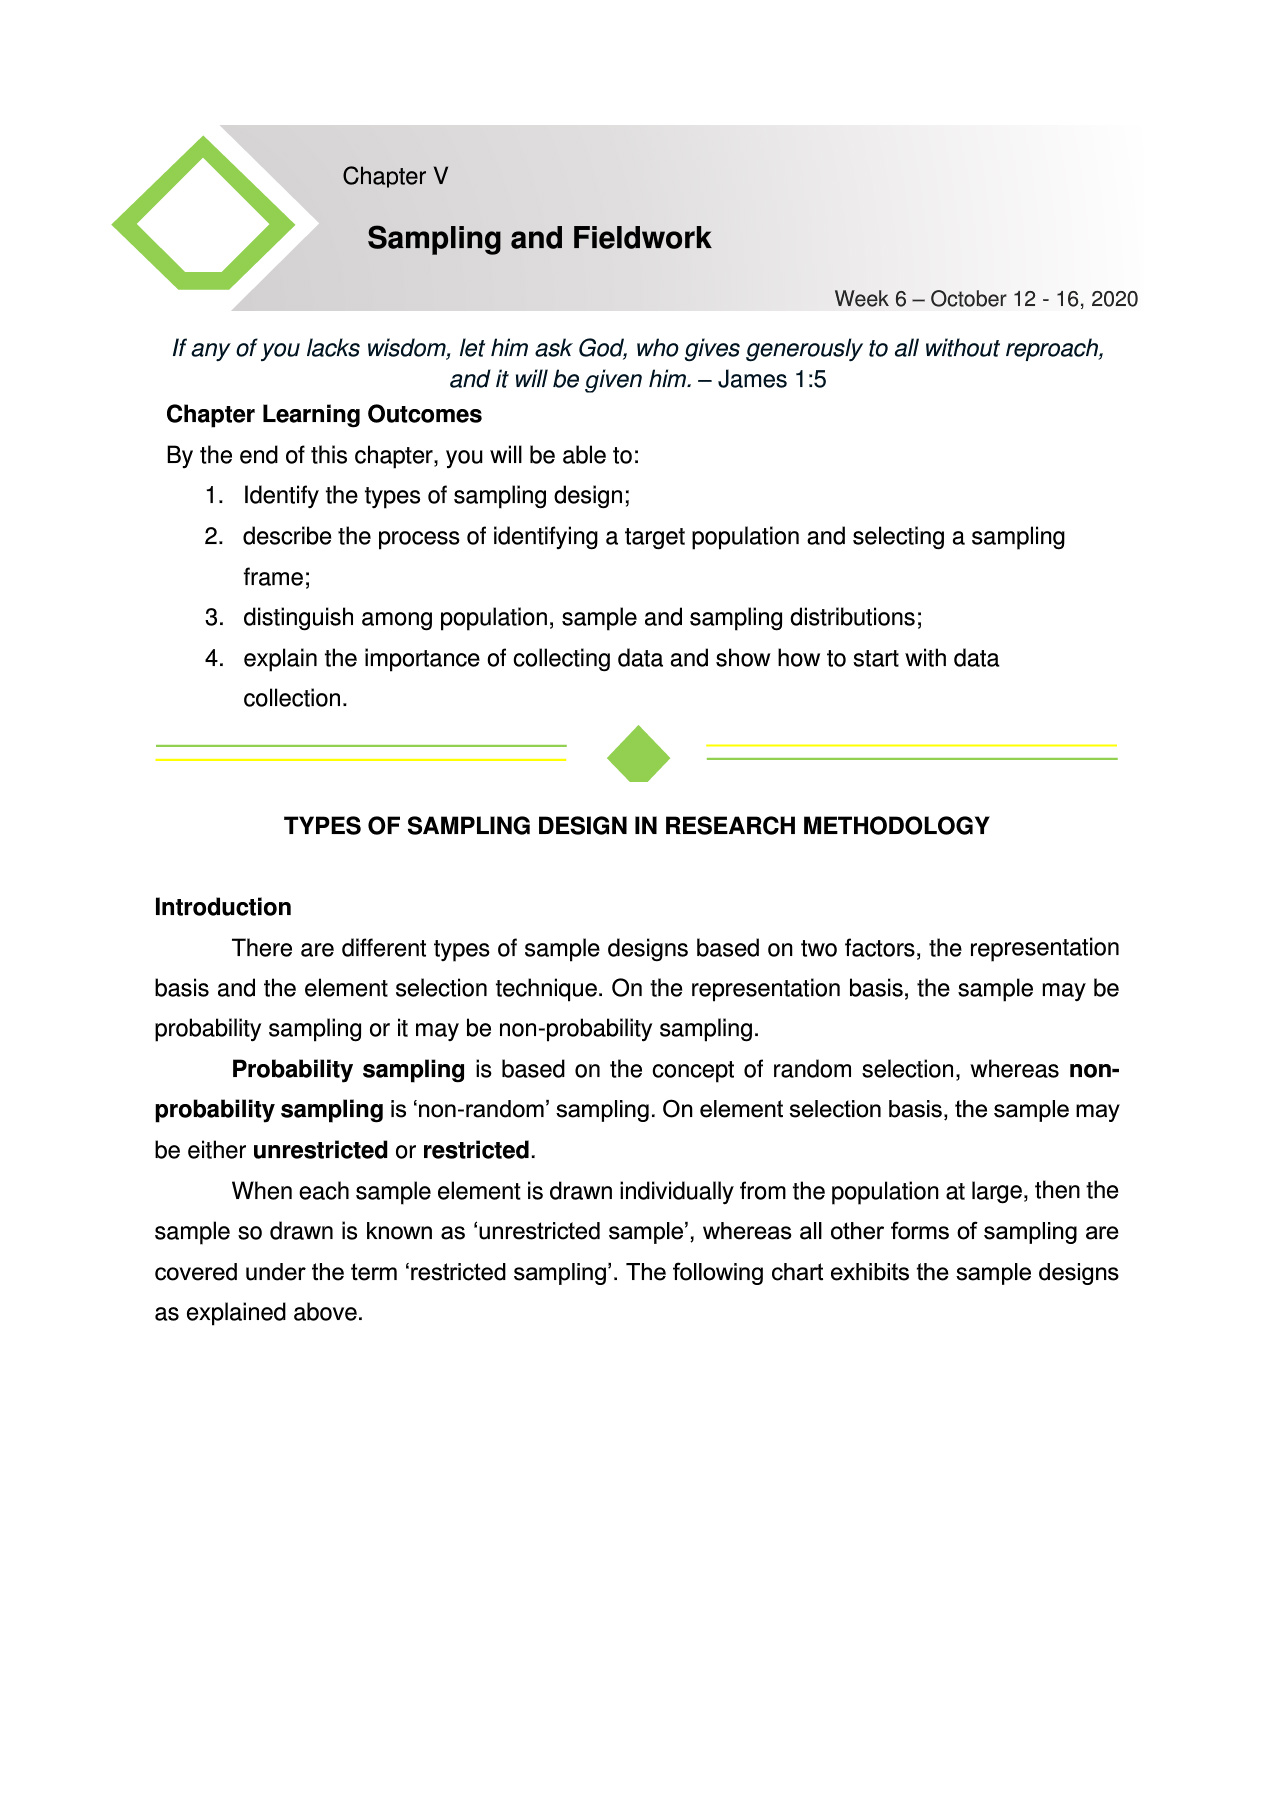 Chapter V
Sampling and Fieldwork
Week 6 – October 12 - 16, 2020
If any of you lacks wisdom, let him ask God, who gives generously to all without reproach,
and it will be given him. – James 1:5
Chapter Learning Outcomes
By the end of this chapter, you will be able to:
1. Identify the types of sampling design;
2. describe the process of identifying a target population and selecting a sampling
frame;
3. distinguish among population, sample and sampling distributions;
4. explain the importance of collecting data and show how to start with data
collection.
TYPES OF SAMPLING DESIGN IN RESEARCH METHODOLOGY
Introduction
There are different types of sample designs based on two factors, the representation
basis and the element selection technique. On the representation basis, the sample may be
probability sampling or it may be non-probability sampling.
Probability sampling is based on the concept of random selection, whereas non-
probability sampling is ‘non-random’ sampling. On element selection basis, the sample may
be either unrestricted or restricted.
When each sample element is drawn individually from the population at large, then the
sample so drawn is known as ‘unrestricted sample’, whereas all other forms of sampling are
covered under the term ‘restricted sampling’. The following chart exhibits the sample designs
as explained above.